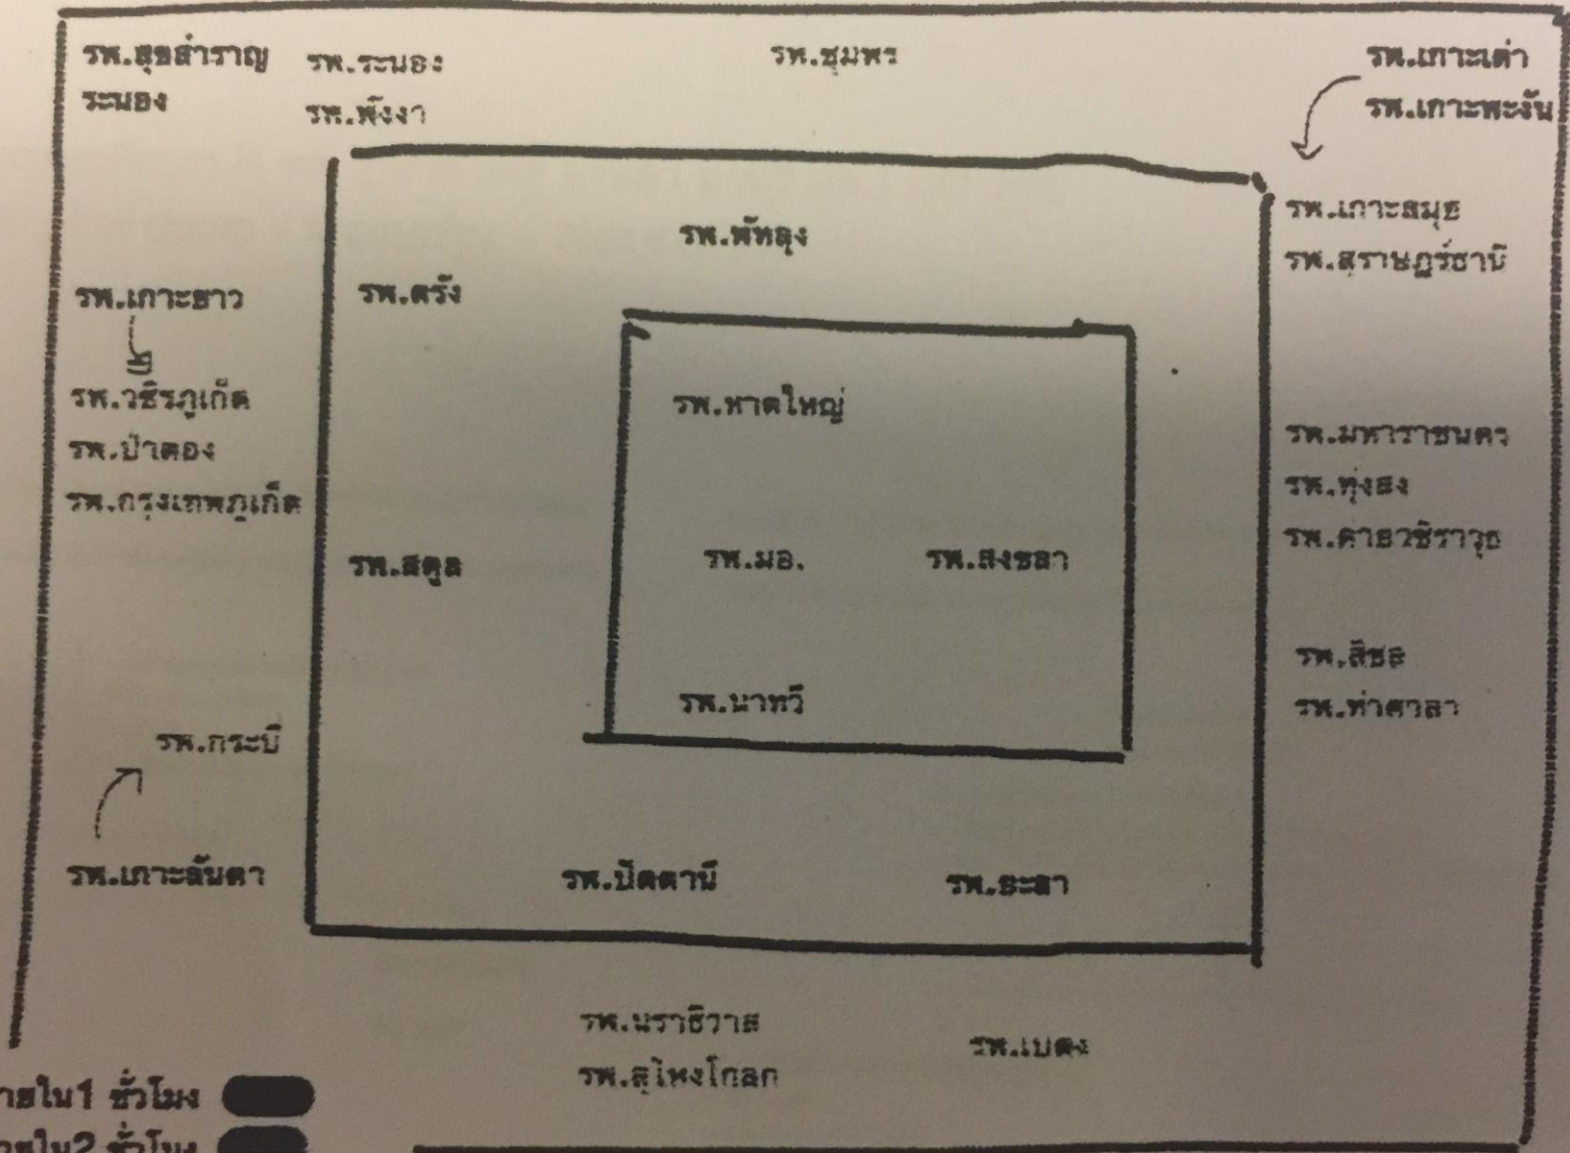 รพ.สุขสำราญ
ระนอง
รพ.ระนอง
รพ.พังงา
รพ.ชุมพร
รพ.เกาะเต่า
รพ.เกาะพะงัน
รพ.เกาะสมุย
รพ.สุราษฎร์ธานี
รพ.พัทลุง
รพ.ตรัง
รพ.เกาะยาว
รพ.วชิรภูเก็ต
รพ.ป่าตอง
รพ.กรุงเทพภูเก็ต
รพ.หาดใหญ่
รพ.มหาราชนคร
รพ.ทุ่งสง
รพ.ค่ายวชิราวุธ
รพ.สตูล
รพ.มอ.
รพ.สงขลา
รพ.สิชล
รพ.ท่าศาลา
รพ.นาทวี
รพ.กระบี่
รพ.เกาะลันตา
รพ.ปัตตานี
รพ.ยะลา
รพ.นราธิวาส
รพ.สุไหงโกลก
รพ.เบตง
ายใน1 ชั่วโมง
ายใน2 ชั่วโมง